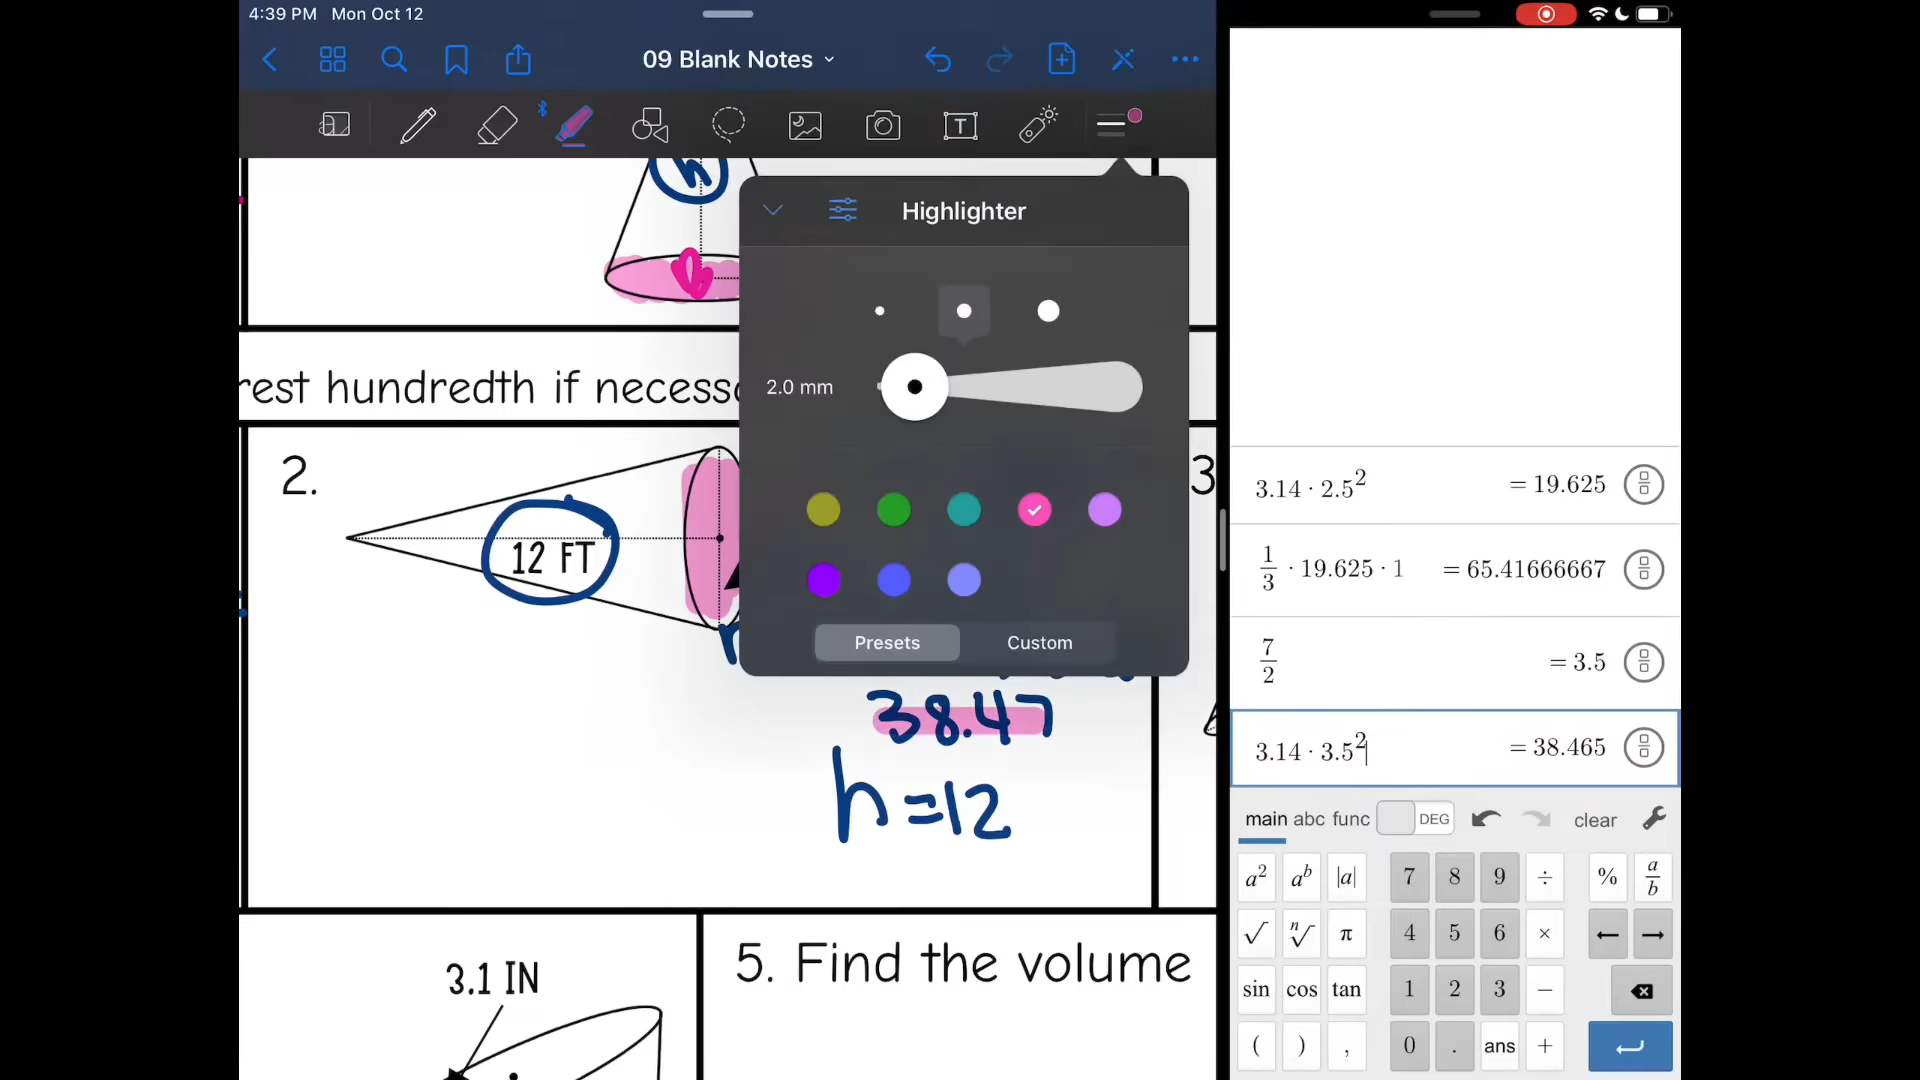 4:39 PM Mon Oct 12
09 Blank Notes
T
h
b
Highlighter
2.0 mm
Presets
Custom
rest hundredth if necess
2.
12 FT
3
38.47
h = 12
3.1 IN
5. Find the volume
3.14 · 2.5² = 19.625
1/3 · 19.625 · 1 = 65.41666667
7/2 = 3.5
3.14 · 3.5² = 38.465
main abc func DEG clear
a² aᵇ |a| 7 8 9 ÷ % a/b
√ ⁿ√ π 4 5 6 × ← →
sin cos tan 1 2 3 −
( ) , 0 . ans +